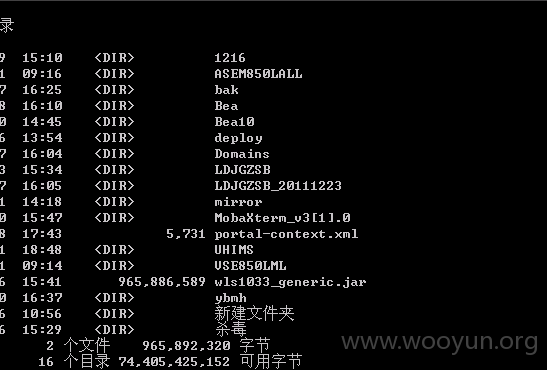 录
9  15:10    <DIR>          1216
1  09:16    <DIR>          ASEM850LALL
7  16:25    <DIR>          bak
8  16:10    <DIR>          Bea
0  14:45    <DIR>          Bea10
6  13:54    <DIR>          deploy
7  16:04    <DIR>          Domains
3  15:34    <DIR>          LDJGZSB
7  16:05    <DIR>          LDJGZSB_20111223
1  14:18    <DIR>          mirror
0  15:47    <DIR>          MobaXterm_v3[1].0
8  17:43             5,731 portal-context.xml
1  18:48    <DIR>          UHIMS
1  09:14    <DIR>          VSE850LML
6  15:41       965,886,589 wls1033_generic.jar
0  16:37    <DIR>          ybmh
6  10:56    <DIR>          新建文件夹
6  15:29    <DIR>          杀毒
2 个文件    965,892,320 字节
16 个目录 74,405,425,152 可用字节
www.wooyun.org